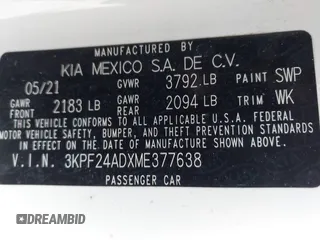 KIA MEXICO S.A. DE C.V.
05/21 GVWR 3792 LB PAINT SWP
GAWR FRONT 2183 LB GAWR REAR 2094 LB TRIM WK
THIS VEHICLE CONFORMS TO ALL APPLICABLE U.S. FEDERAL
MOTOR VEHICLE SAFETY, BUMPER, AND THEFT PREVENTION
STANDARDS IN EFFECT ON THE DATE OF MANUFACTURE
SHOWN ABOVE.
V.I.N. 3KPF24ADXME377638
PASSENGER CAR
DREAMBID